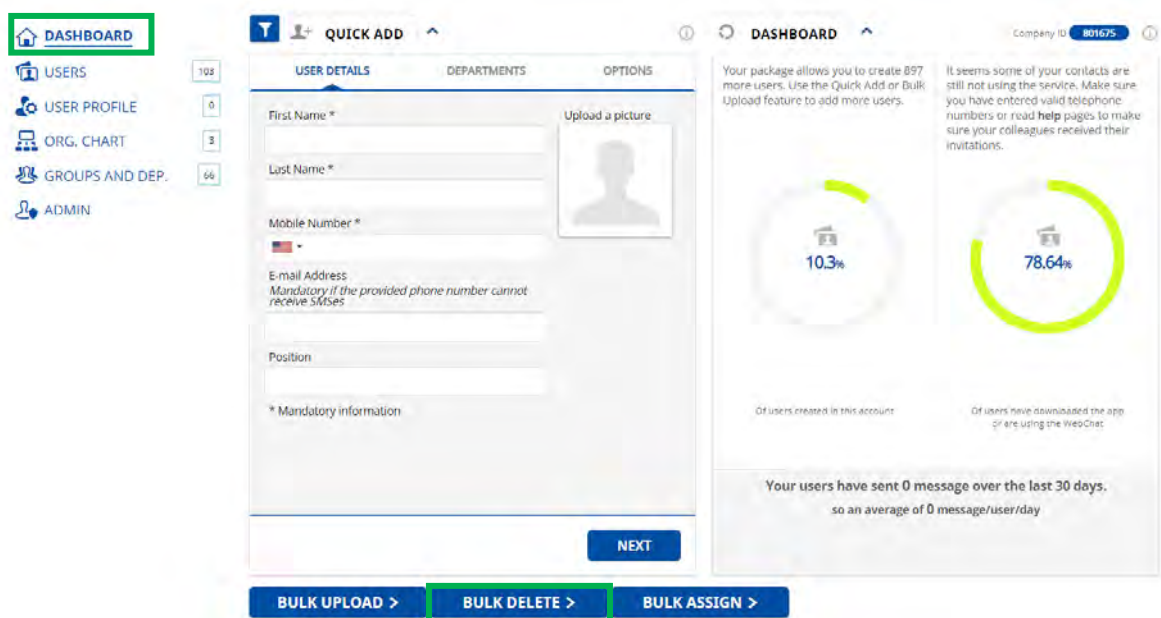 DASHBOARD
USERS 103
USER PROFILE 0
ORG. CHART 3
GROUPS AND DEP. 66
ADMIN
QUICK ADD
USER DETAILS DEPARTMENTS OPTIONS
First Name *
Upload a picture
Last Name *
Mobile Number *
E-mail Address
Mandatory if the provided phone number cannot
receive SMSes
Position
* Mandatory information
NEXT
DASHBOARD
Company ID 801675
Your package allows you to create 897
more users. Use the Quick Add or Bulk
Upload feature to add more users.
It seems some of your contacts are
still not using the service. Make sure
you have entered valid telephone
numbers or read help pages to make
sure your colleagues received their
invitations.
10.3%
78.64%
Of users created in this account
Of users have downloaded the app
or are using the WebChat
Your users have sent 0 message over the last 30 days.
so an average of 0 message/user/day
BULK UPLOAD >
BULK DELETE >
BULK ASSIGN >